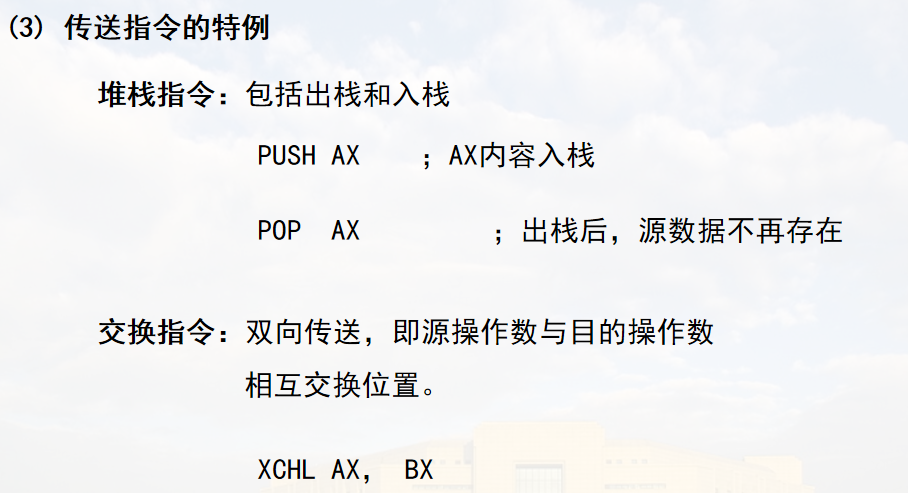 (3) 传送指令的特例
堆栈指令：包括出栈和入栈
PUSH AX ；AX内容入栈
POP AX ；出栈后，源数据不再存在
交换指令：双向传送，即源操作数与目的操作数
相互交换位置。
XCHL AX， BX